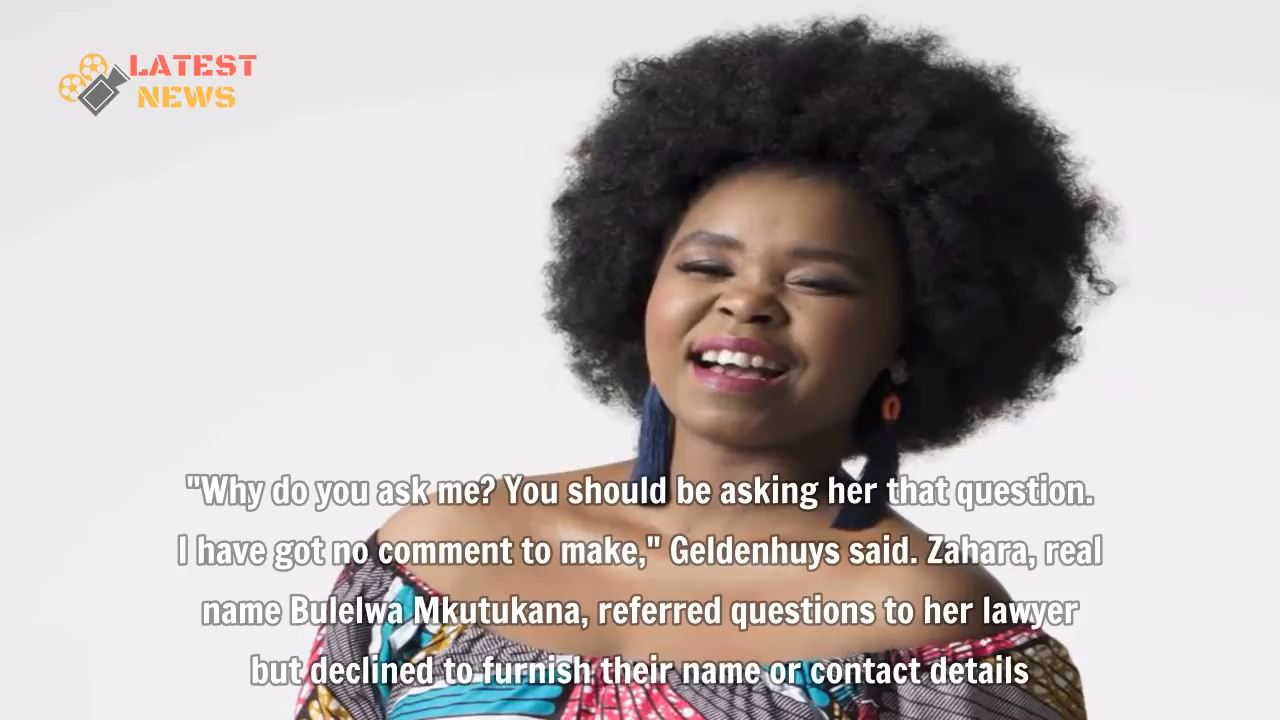 LATEST
NEWS
"Why do you ask me? You should be asking her that question.
I have got no comment to make," Geldenhuys said. Zahara, real
name Bulelwa Mkutukana, referred questions to her lawyer
but declined to furnish their name or contact details